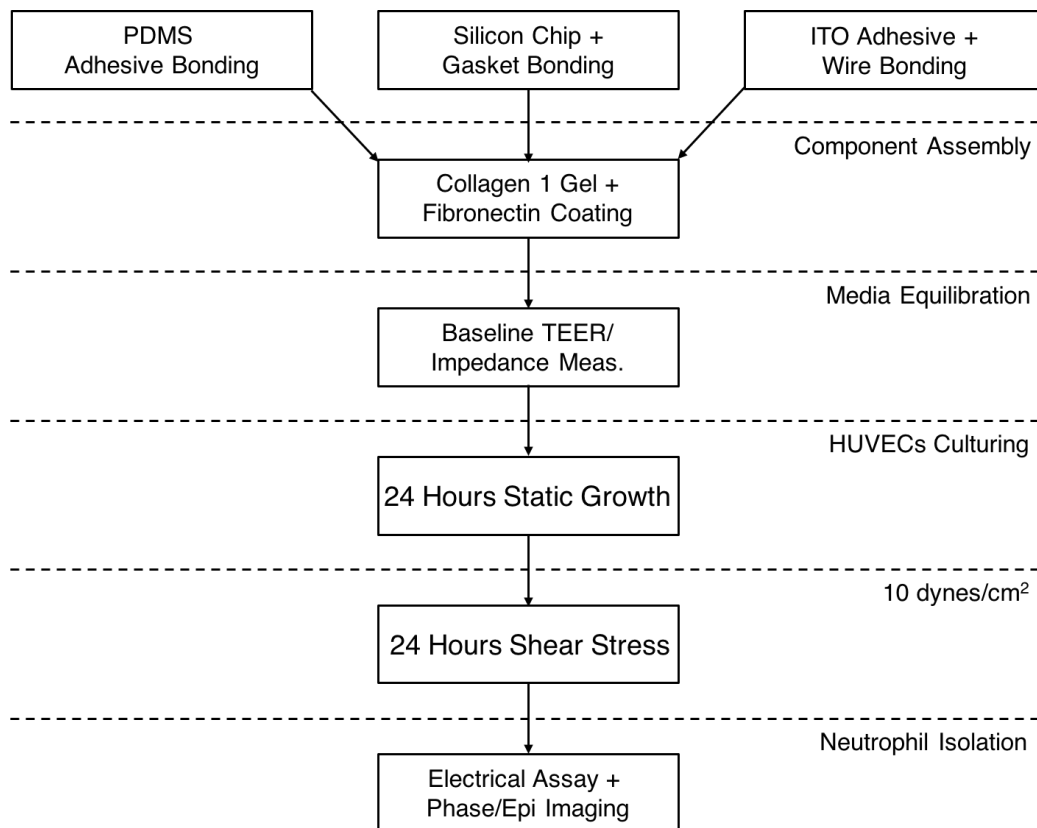 PDMS
Adhesive Bonding
Silicon Chip +
Gasket Bonding
ITO Adhesive +
Wire Bonding
Component Assembly
Collagen 1 Gel +
Fibronectin Coating
Media Equilibration
Baseline TEER/
Impedance Meas.
HUVECs Culturing
24 Hours Static Growth
10 dynes/cm²
24 Hours Shear Stress
Neutrophil Isolation
Electrical Assay +
Phase/Epi Imaging